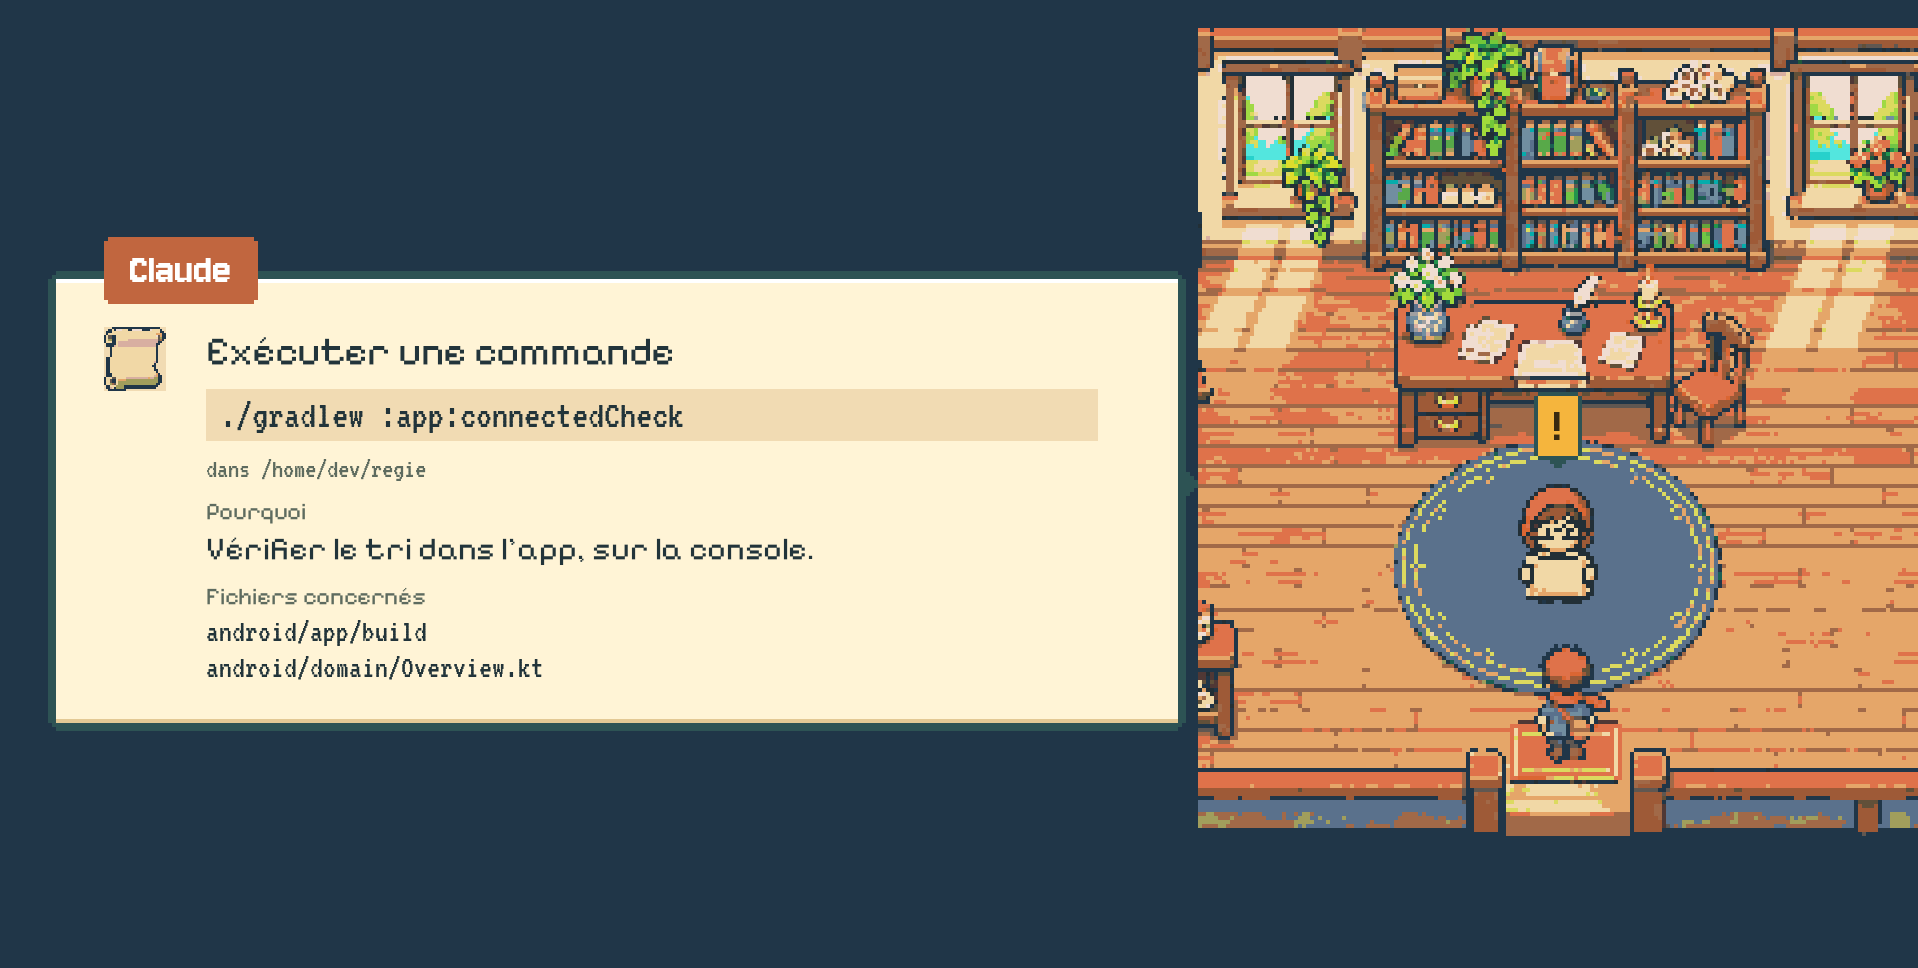 Claude
Exécuter une commande
./gradlew :app:connectedCheck
dans /home/dev/regie
Pourquoi
Vérifier le tri dans l'app, sur la console.
Fichiers concernés
android/app/build
android/domain/Overview.kt
!